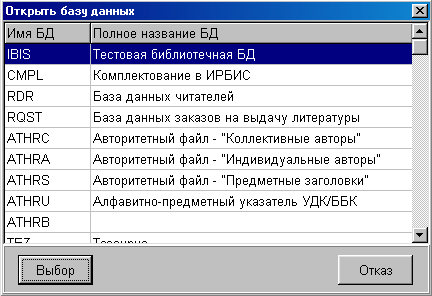 Открыть базу данных
Имя БД Полное название БД
IBIS Тестовая библиотечная БД
CMPL Комплектование в ИРБИС
RDR База данных читателей
RQST База данных заказов на выдачу литературы
ATHRC Авторитетный файл - "Коллективные авторы"
ATHRA Авторитетный файл - "Индивидуальные авторы"
ATHRS Авторитетный файл - "Предметные заголовки"
ATHRU Алфавитно-предметный указатель УДК/ББК
ATHRB
Выбор Отказ